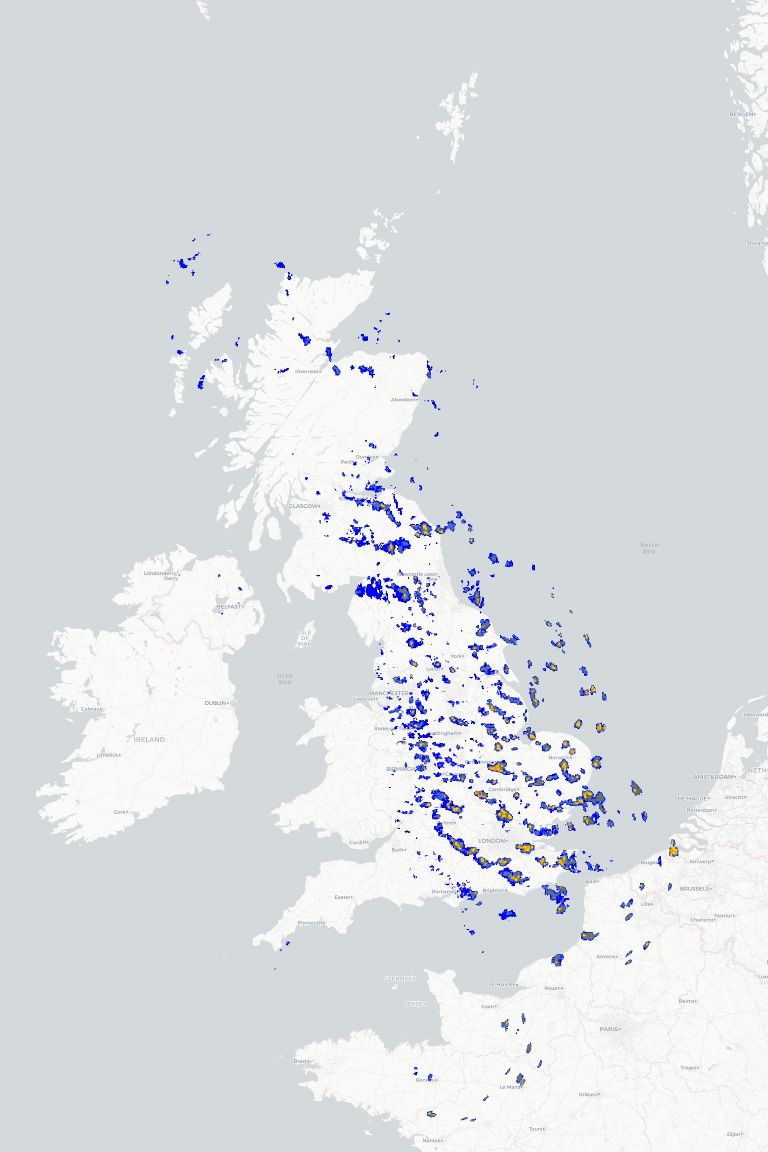 BERGEN
Stavange
Inverness
Aberdeen
Dundee
Perth
GLASGOW
North
Sea
Londonderry/
Derry
Newcastle upon
Tyne
BELFAST
ISLE
OF
MAN
York
Leeds
Irish
Sea
MANCHESTER
Liverpool
Galway
DUBLIN
Stoke
Nottingham
IRELAND
Limerick
Norwich
BIRMINGHAM
AMSTERDAM
NETH
Cambridge
THE HAGUE
Utrecht
Rotterdam
Cork
Cardiff
LONDON
Bath
Bruges
Antwerp
Calais
BRUSSELS
Exeter
Portsmouth
Brighton
Lille
Namur
Charleroi
Plymouth
Amiens
GUERNSEY
LE HAVRE
Rouen
JERSEY
Caen
Reims
PARIS
Brest
Troyes
Rennes
Le Mans
Orléans
Tours
Dijon
Nantes